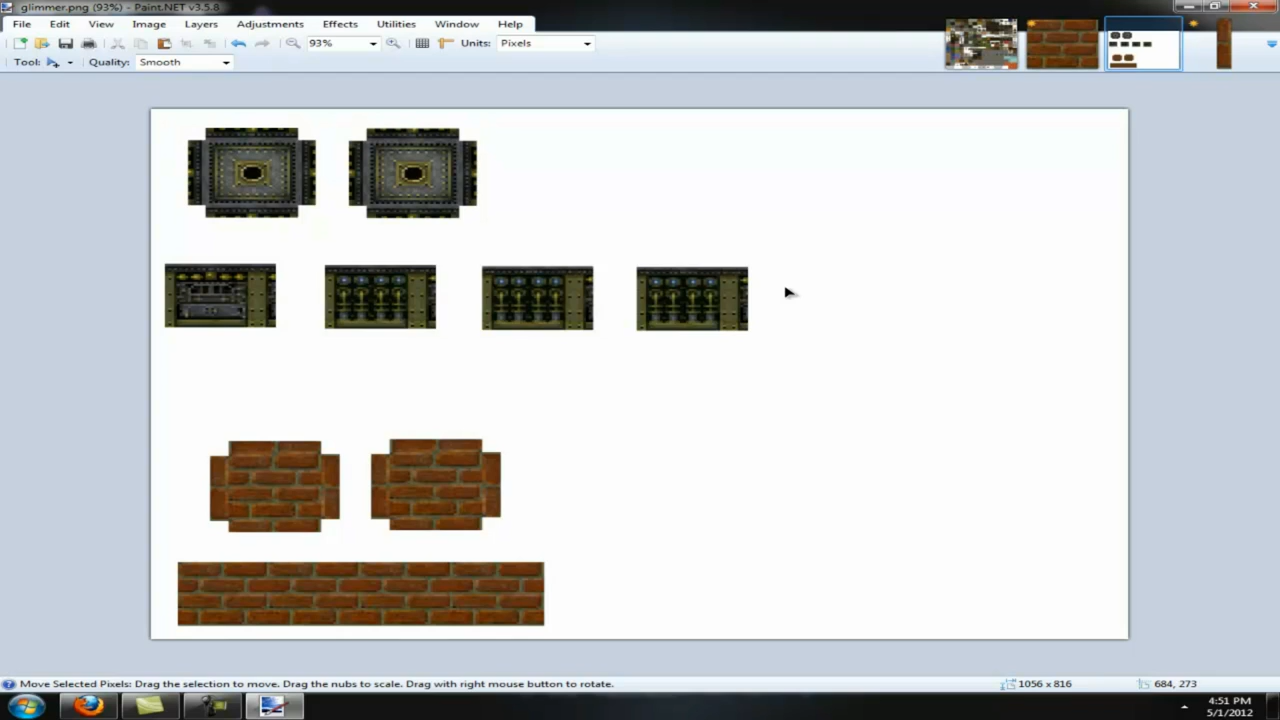 glimmer.png (93%) - Paint.NET v3.5.8
File Edit View Image Layers Adjustments Effects Utilities Window Help
93% Units: Pixels
Tool: Quality: Smooth
Move Selected Pixels: Drag the selection to move. Drag the nubs to scale. Drag with right mouse button to rotate. 1056 x 816 684, 273
4:51 PM
5/1/2012